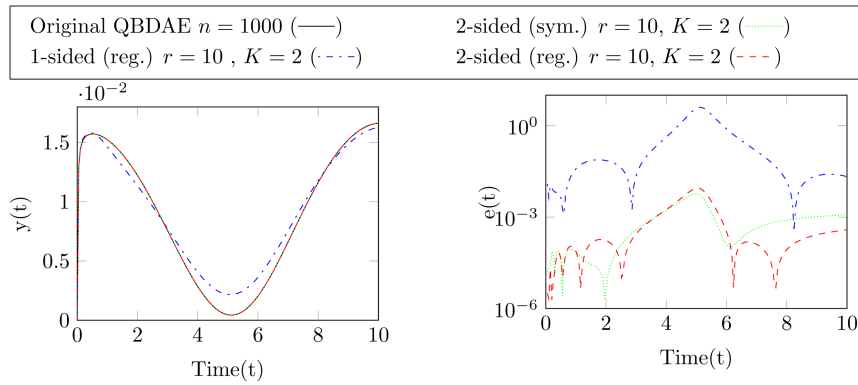 Original QBDAE n = 1000 (——)
2-sided (sym.) r = 10, K = 2 (········)
1-sided (reg.) r = 10 , K = 2 (-·-·-)
2-sided (reg.) r = 10, K = 2 (- - -)
·10⁻²
1.5
1
0.5
0
y(t)
0 2 4 6 8 10
Time(t)
10⁰
10⁻³
10⁻⁶
e(t)
0 2 4 6 8 10
Time(t)